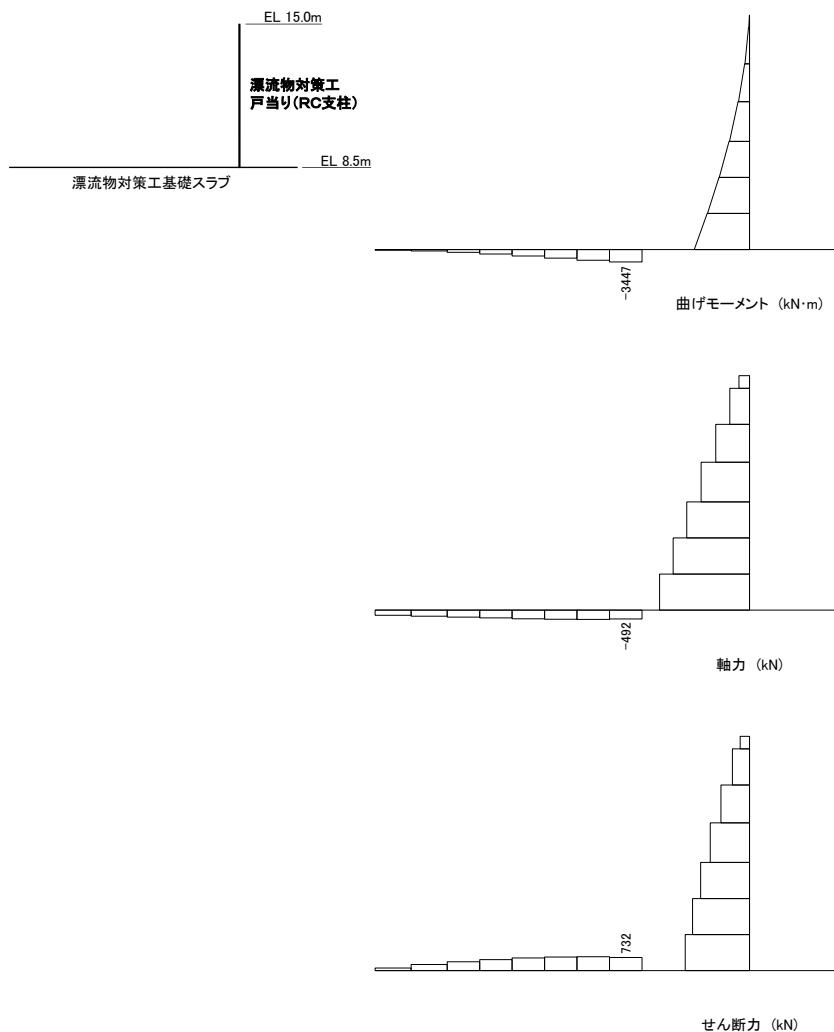 EL 15.0m
漂流物対策工
戸当り(RC支柱)
EL 8.5m
漂流物対策工基礎スラブ
-3447
曲げモーメント (kN·m)
-492
軸力 (kN)
732
せん断力 (kN)